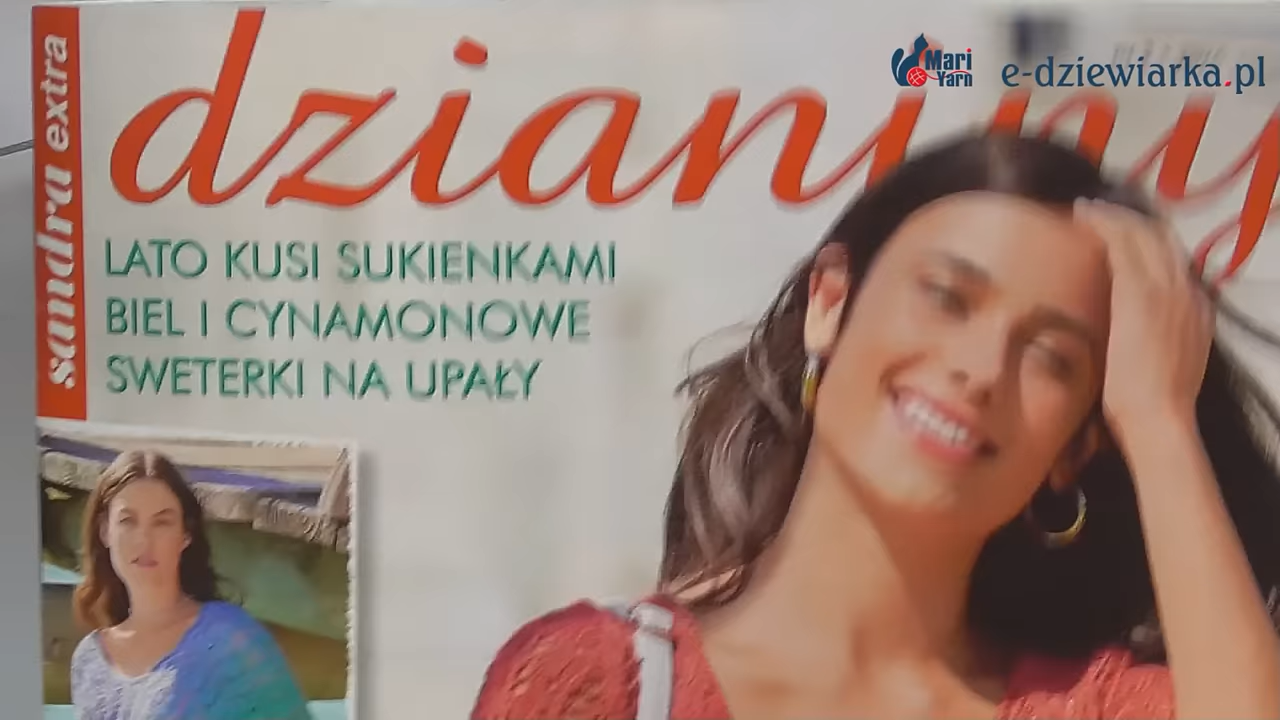 sandra extra
dzianiny
LATO KUSI SUKIENKAMI
BIEL I CYNAMONOWE
SWETERKI NA UPAŁY
Mari
Yarn
e-dziewiarka.pl